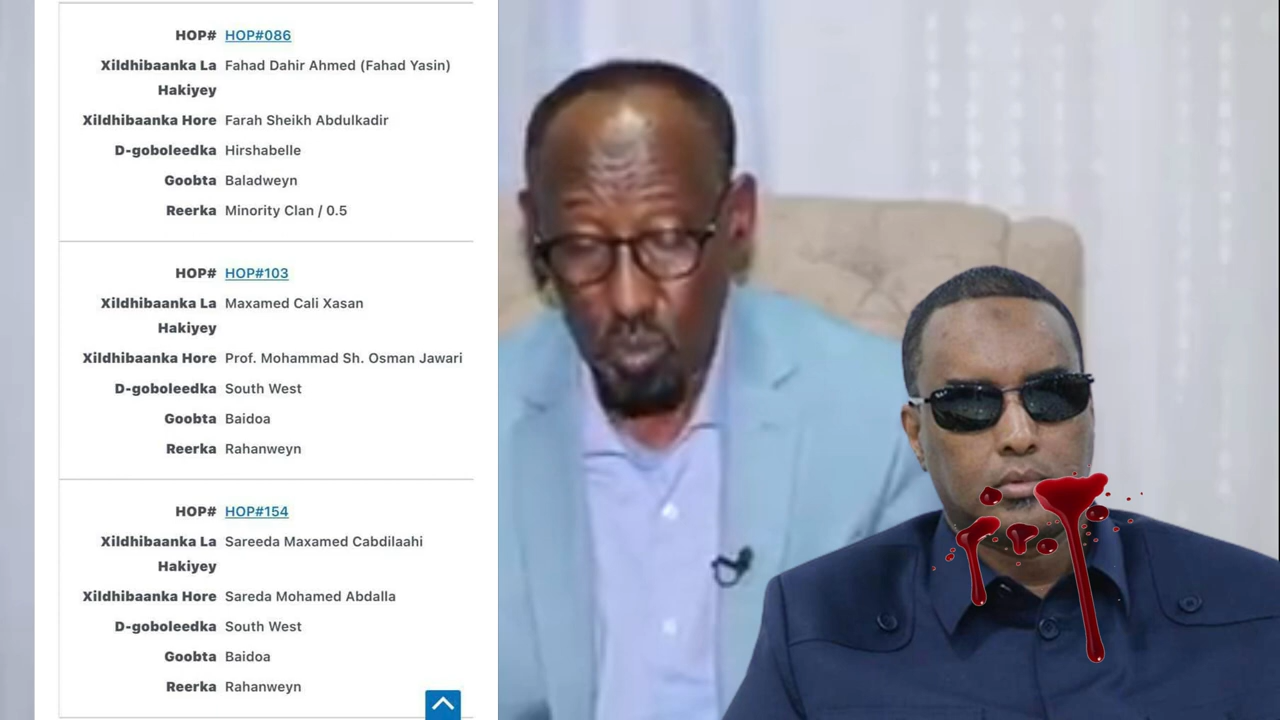 HOP# HOP#086
Xildhibaanka La Hakiyey Fahad Dahir Ahmed (Fahad Yasin)
Xildhibaanka Hore Farah Sheikh Abdulkadir
D-goboleedka Hirshabelle
Goobta Baladweyn
Reerka Minority Clan / 0.5
HOP# HOP#103
Xildhibaanka La Hakiyey Maxamed Cali Xasan
Xildhibaanka Hore Prof. Mohammad Sh. Osman Jawari
D-goboleedka South West
Goobta Baidoa
Reerka Rahanweyn
HOP# HOP#154
Xildhibaanka La Hakiyey Sareeda Maxamed Cabdilaahi
Xildhibaanka Hore Sareda Mohamed Abdalla
D-goboleedka South West
Goobta Baidoa
Reerka Rahanweyn